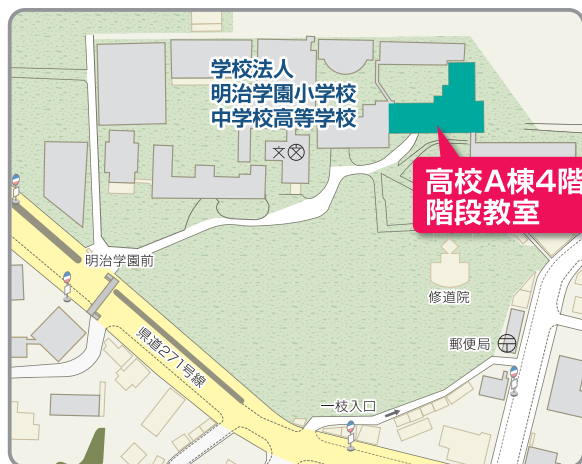 学校法人
明治学園小学校
中学校高等学校
文
高校A棟4階
階段教室
明治学園前
修道院
郵便局
県道271号線
一枝入口